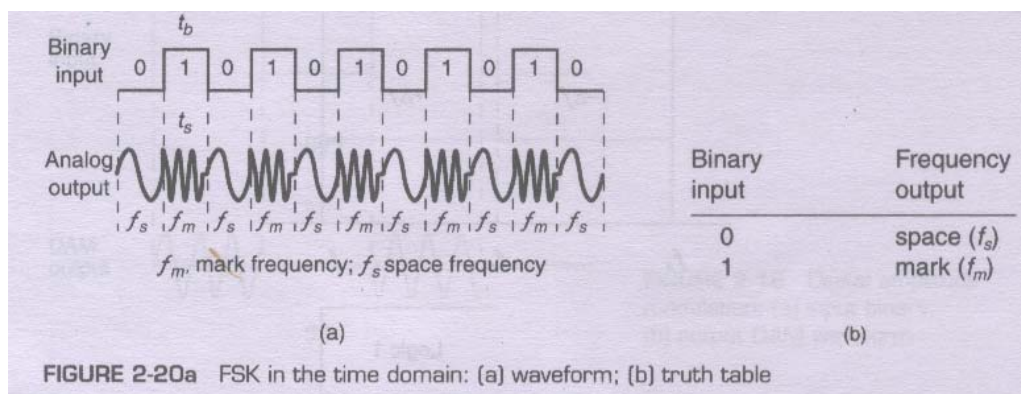 t_b
Binary input
0 1 0 1 0 1 0 1 0 1 0
t_s
Analog output
f_s f_m f_s f_m f_s f_m f_s f_m f_s f_m f_s
f_m, mark frequency; f_s space frequency
(a)
Binary input Frequency output
0 space (f_s)
1 mark (f_m)
(b)
FIGURE 2-20a FSK in the time domain: (a) waveform; (b) truth table